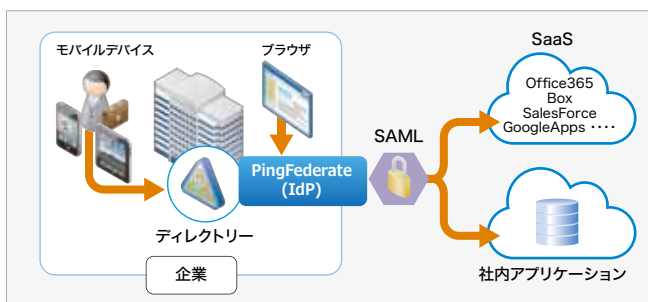 モバイルデバイス
ブラウザ
PingFederate
(IdP)
ディレクトリー
企業
SAML
SaaS
Office365
Box
SalesForce
GoogleApps ‥‥
社内アプリケーション